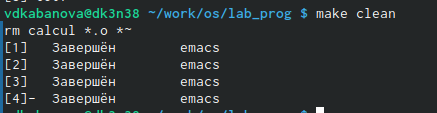 vdkabanova@dk3n38 ~/work/os/lab_prog $ make clean
rm calcul *.o *~
[1]   Завершён        emacs
[2]   Завершён        emacs
[3]   Завершён        emacs
[4]-  Завершён        emacs